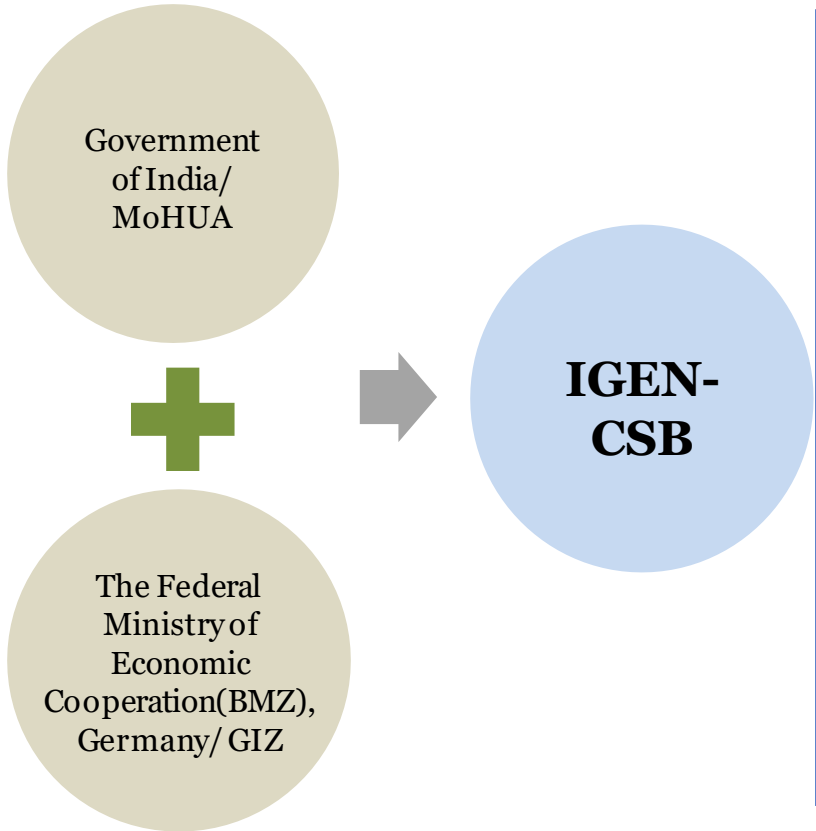 Government
of India/
MoHUA
The Federal
Ministry of
Economic
Cooperation(BMZ),
Germany/ GIZ
IGEN-
CSB